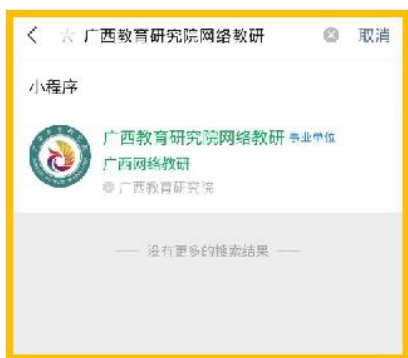 广西教育研究院网络教研 取消
小程序
广西教育研究院网络教研 事业单位
广西网络教研
广西教育研究院
没有更多的搜索结果